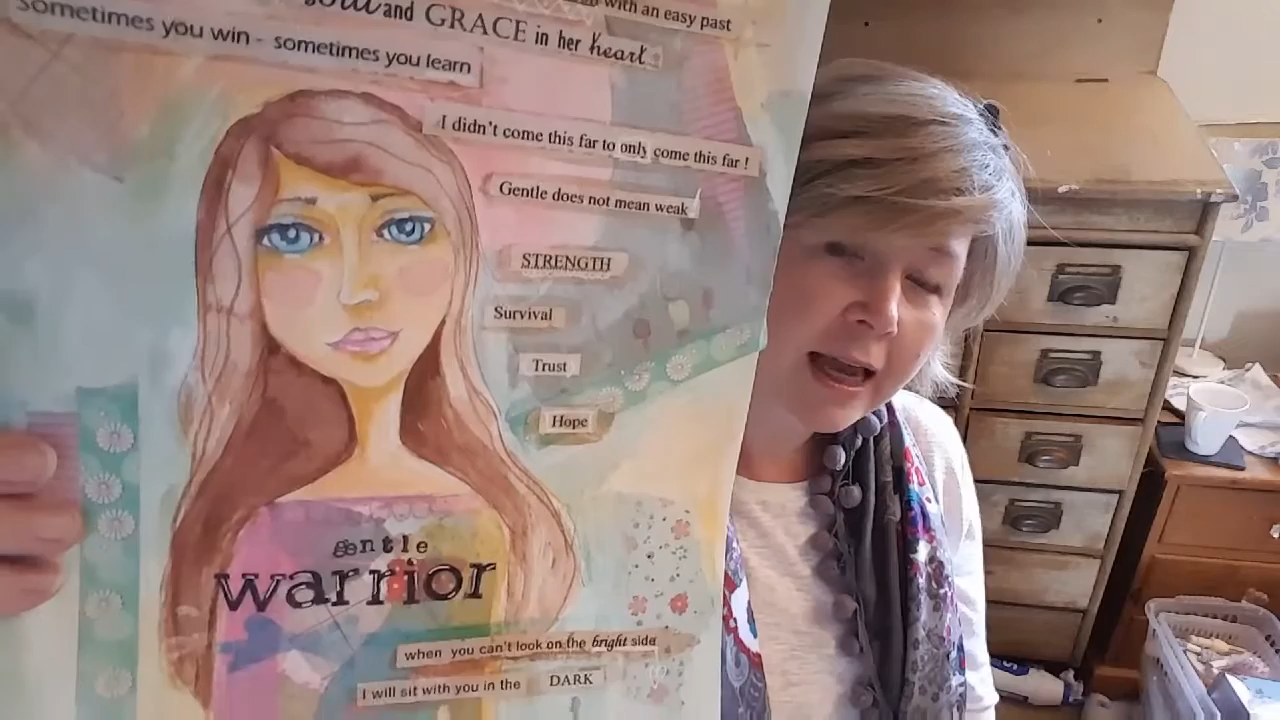 with an easy past
soul and GRACE in her heart
Sometimes you win - sometimes you learn
I didn't come this far to only come this far !
Gentle does not mean weak
STRENGTH
Survival
Trust
Hope
gentle
warrior
when you can't look on the bright side
I will sit with you in the DARK